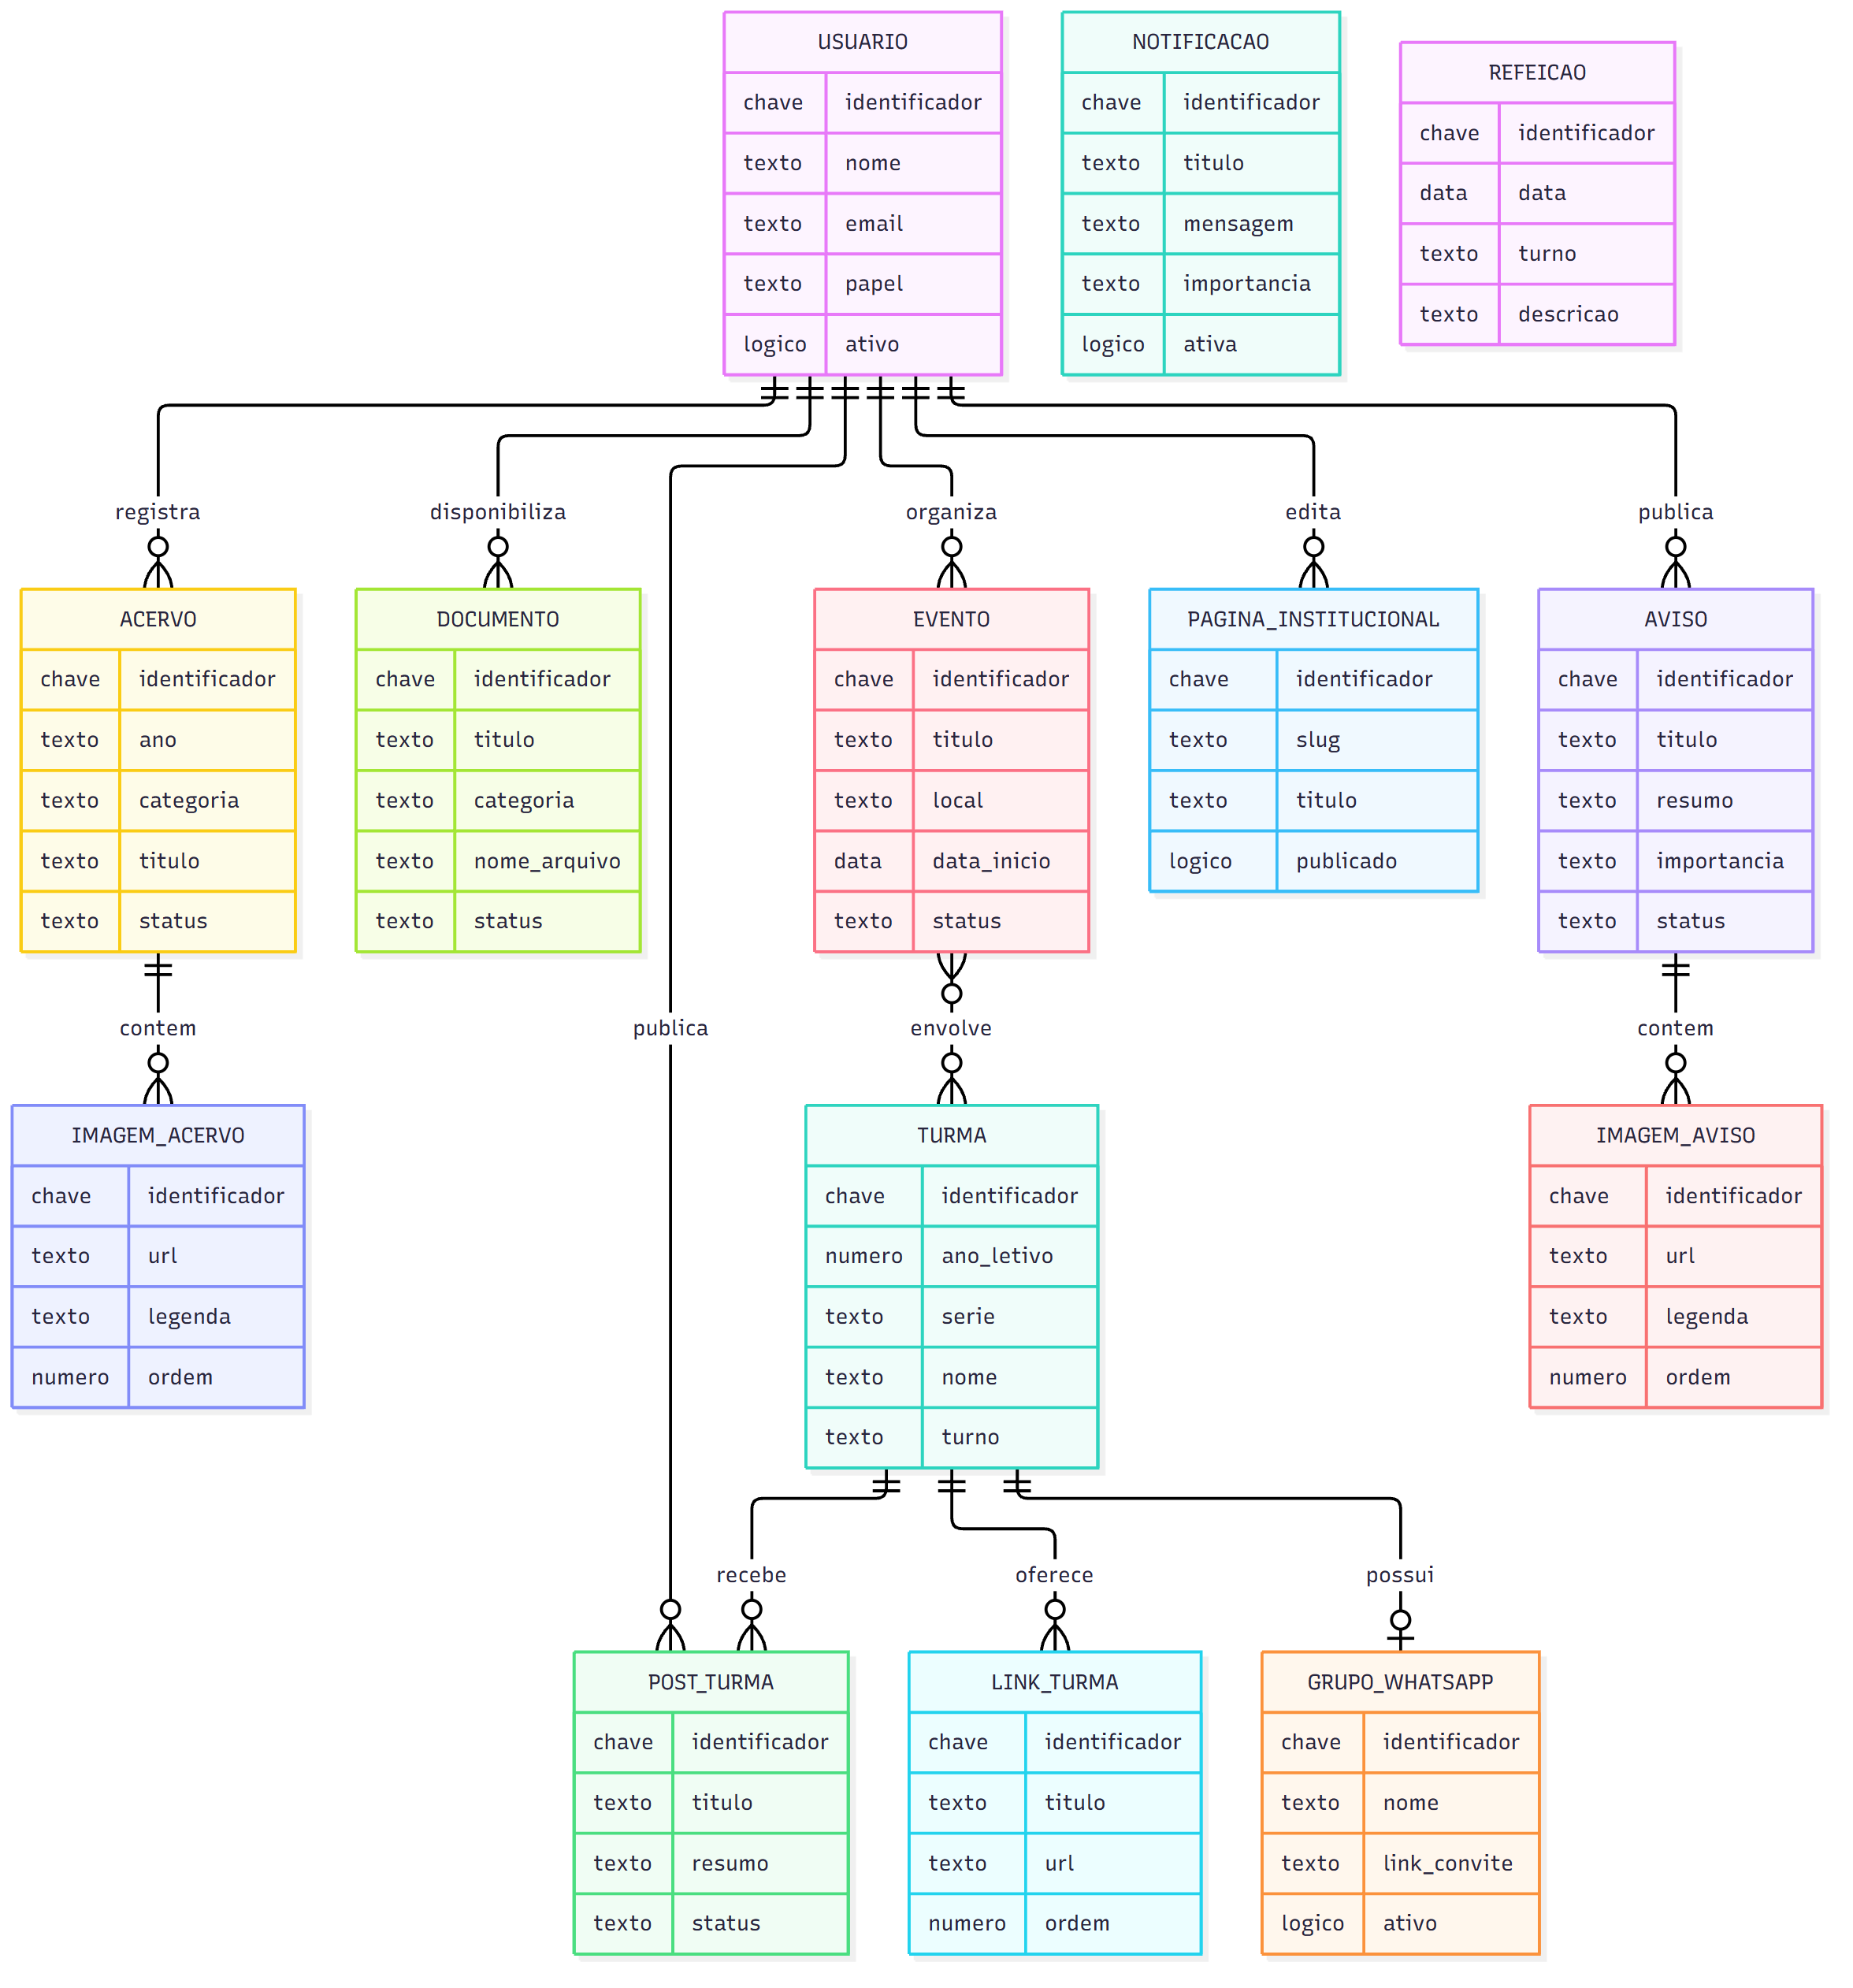 USUARIO
chave identificador
texto nome
texto email
texto papel
logico ativo
NOTIFICACAO
chave identificador
texto titulo
texto mensagem
texto importancia
logico ativa
REFEICAO
chave identificador
data data
texto turno
texto descricao
registra
disponibiliza
organiza
edita
publica
ACERVO
chave identificador
texto ano
texto categoria
texto titulo
texto status
DOCUMENTO
chave identificador
texto titulo
texto categoria
texto nome_arquivo
texto status
EVENTO
chave identificador
texto titulo
texto local
data data_inicio
texto status
PAGINA_INSTITUCIONAL
chave identificador
texto slug
texto titulo
logico publicado
AVISO
chave identificador
texto titulo
texto resumo
texto importancia
texto status
contem
publica
envolve
contem
IMAGEM_ACERVO
chave identificador
texto url
texto legenda
numero ordem
TURMA
chave identificador
numero ano_letivo
texto serie
texto nome
texto turno
IMAGEM_AVISO
chave identificador
texto url
texto legenda
numero ordem
recebe
oferece
possui
POST_TURMA
chave identificador
texto titulo
texto resumo
texto status
LINK_TURMA
chave identificador
texto titulo
texto url
numero ordem
GRUPO_WHATSAPP
chave identificador
texto nome
texto link_convite
logico ativo